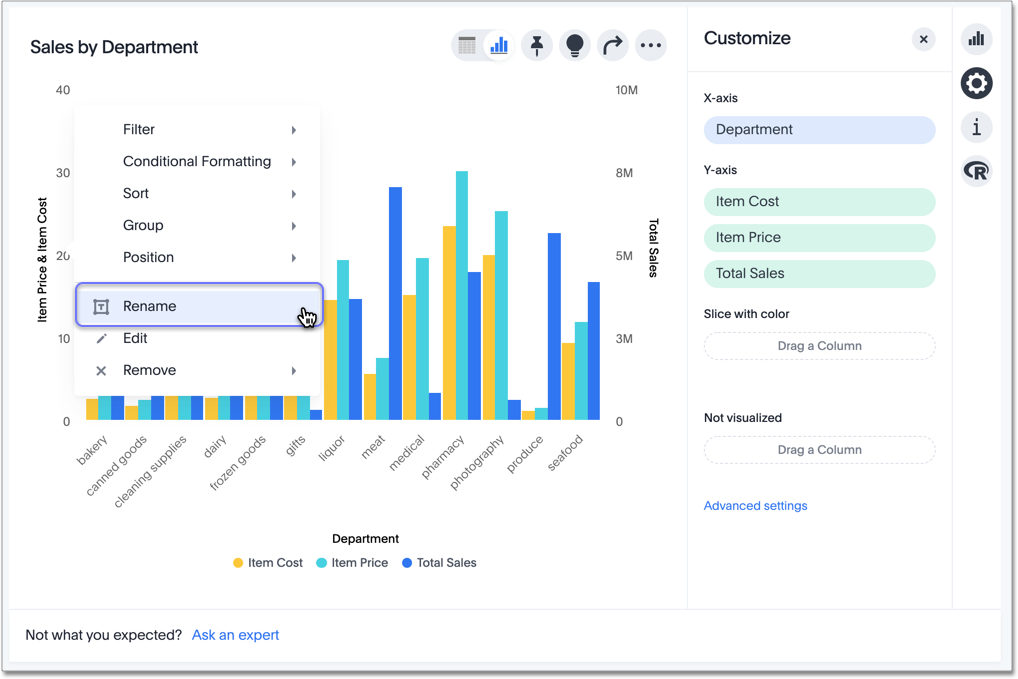 Sales by Department
Customize
40
10M
30
8M
20
5M
10
3M
0
0
Item Price & Item Cost
Total Sales
Filter
Conditional Formatting
Sort
Group
Position
Rename
Edit
Remove
bakery
canned goods
cleaning supplies
dairy
frozen goods
gifts
liquor
meat
medical
pharmacy
photography
produce
seafood
Department
Item Cost Item Price Total Sales
X-axis
Department
Y-axis
Item Cost
Item Price
Total Sales
Slice with color
Drag a Column
Not visualized
Drag a Column
Advanced settings
i
R
Not what you expected? Ask an expert